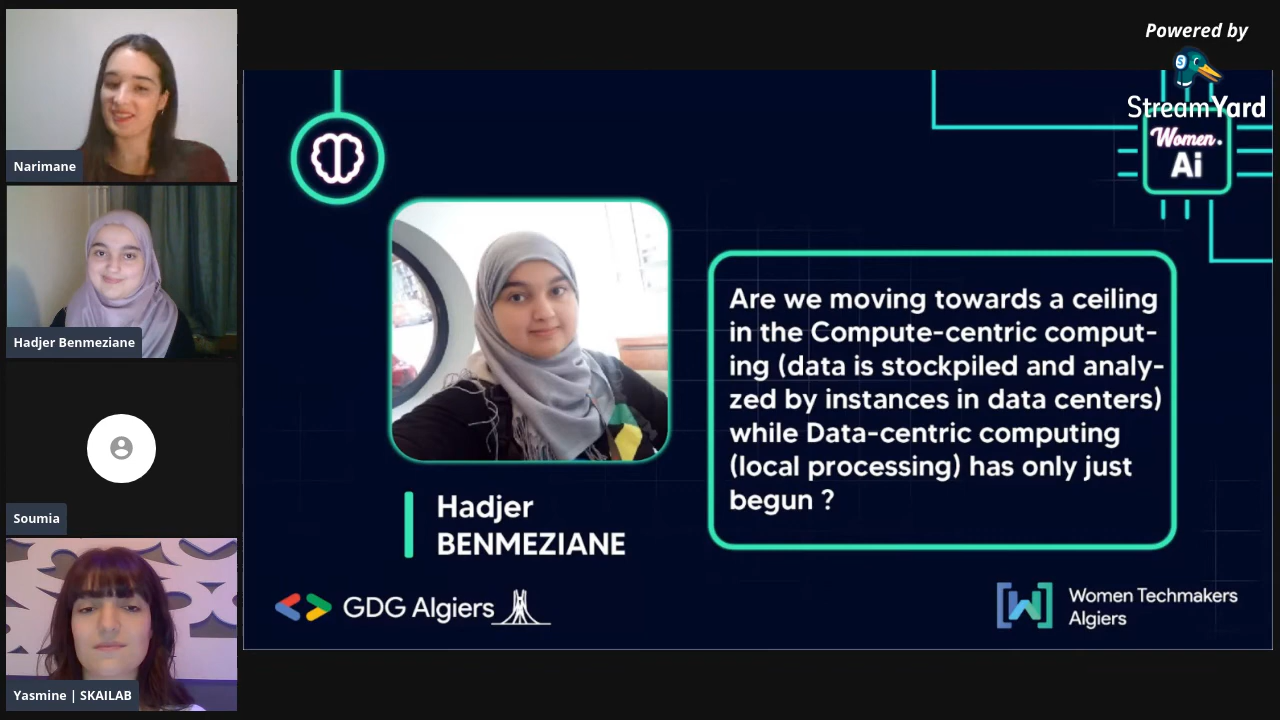 Powered by
StreamYard
Narimane
Hadjer Benmeziane
Soumia
Yasmine | SKAILAB
Women.
Ai
Are we moving towards a ceiling
in the Compute-centric comput-
ing (data is stockpiled and analy-
zed by instances in data centers)
while Data-centric computing
(local processing) has only just
begun ?
Hadjer
BENMEZIANE
GDG Algiers
Women Techmakers
Algiers